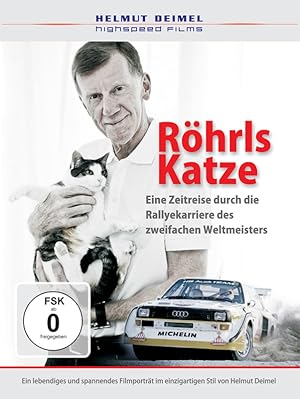 HELMUT DEIMEL
HIGHSPEED FILMS
Röhrls
Katze
Eine Zeitreise durch die
Rallyekarriere des
zweifachen Weltmeisters
FSK
ab
0
freigegeben
MICHELIN
Ein lebendiges und spannendes Filmporträt im einzigartigen Stil von Helmut Deimel